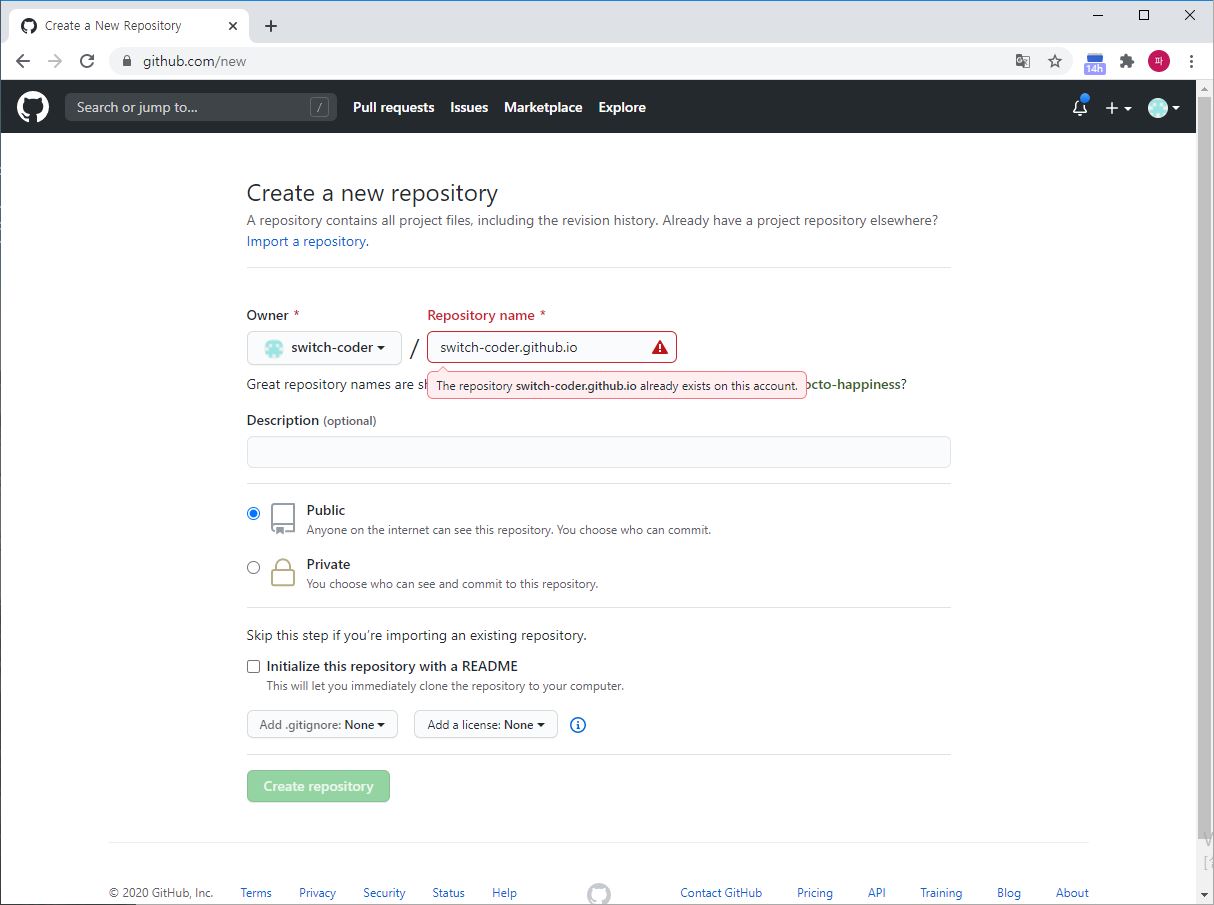 Create a New Repository
github.com/new
14h
파
Search or jump to... /
Pull requests Issues Marketplace Explore
Create a new repository
A repository contains all project files, including the revision history. Already have a project repository elsewhere?
Import a repository.
Owner * Repository name *
switch-coder / switch-coder.github.io
Great repository names are
The repository switch-coder.github.io already exists on this account.
octo-happiness?
Description (optional)
Public
Anyone on the internet can see this repository. You choose who can commit.
Private
You choose who can see and commit to this repository.
Skip this step if you're importing an existing repository.
Initialize this repository with a README
This will let you immediately clone the repository to your computer.
Add .gitignore: None Add a license: None
Create repository
© 2020 GitHub, Inc. Terms Privacy Security Status Help Contact GitHub Pricing API Training Blog About